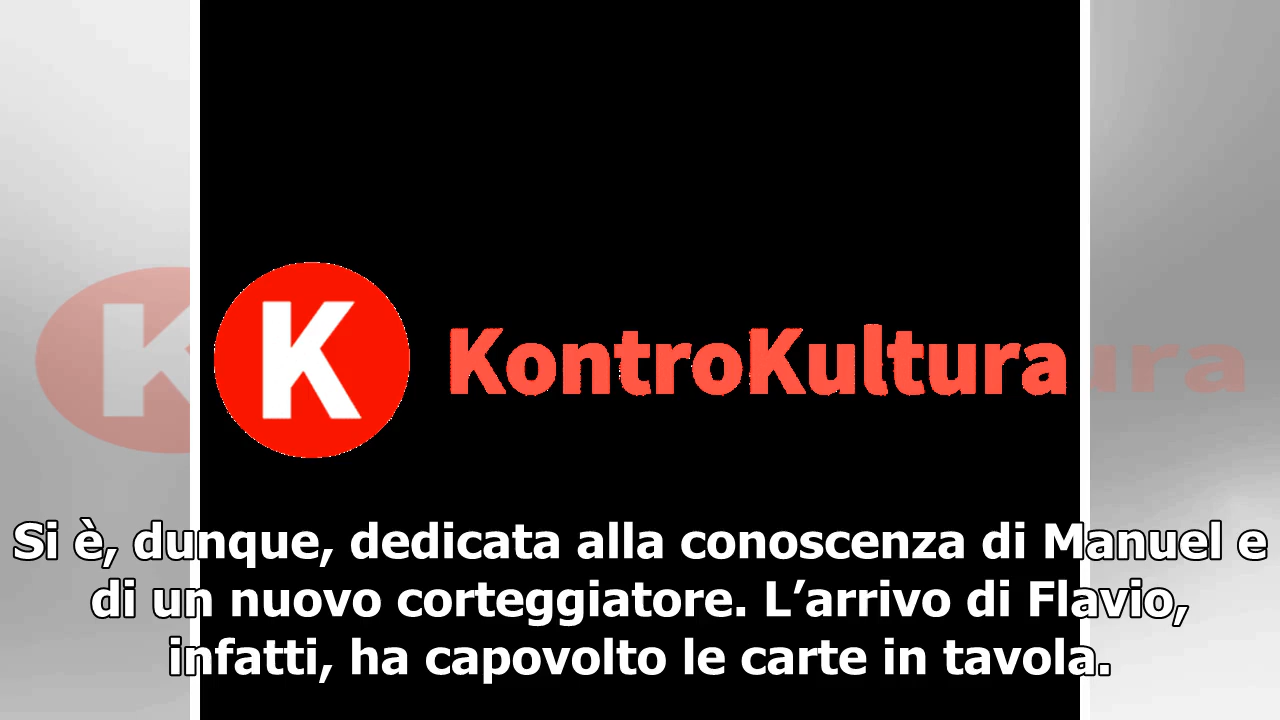 K
KontroKultura
Si è, dunque, dedicata alla conoscenza di Manuel e
di un nuovo corteggiatore. L’arrivo di Flavio,
infatti, ha capovolto le carte in tavola.